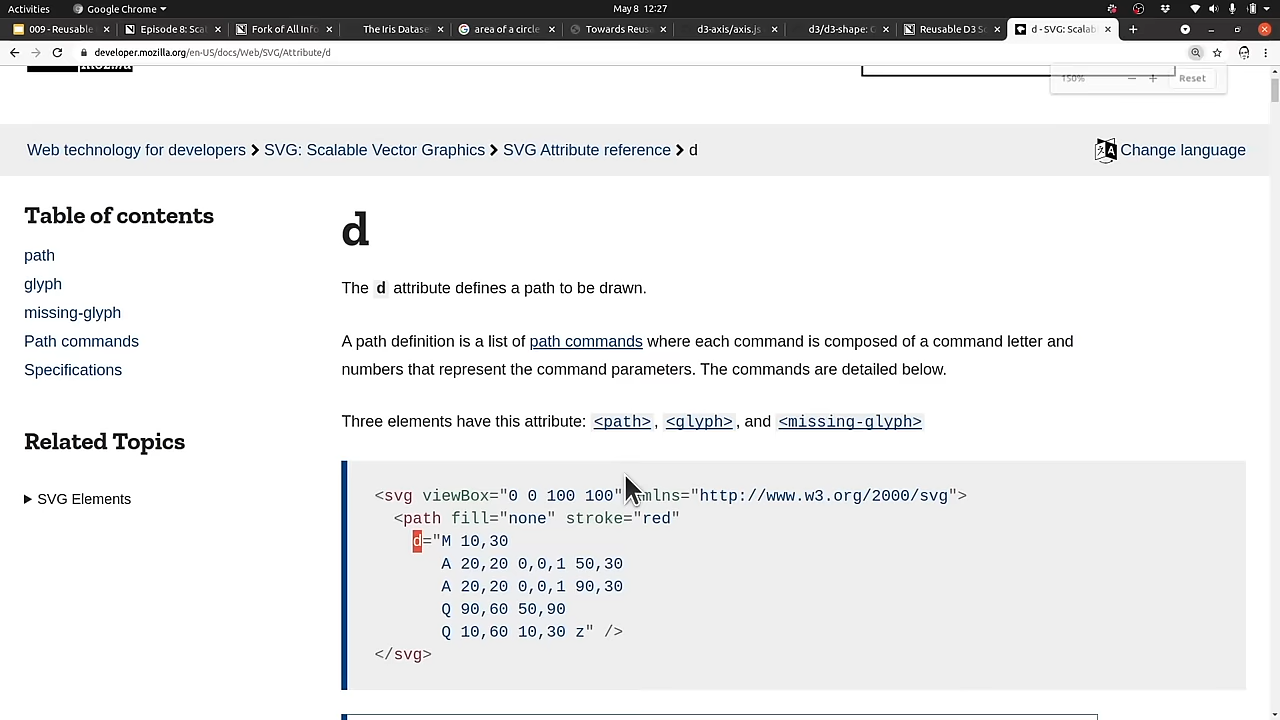 Activities
Google Chrome
May 8 12:27
009 - Reusable
Episode 8: Scal
Fork of All Info
The Iris Datase
area of a circle
Towards Reusa
d3-axis/axis.js
d3/d3-shape: G
Reusable D3 Sc
d - SVG: Scalab
developer.mozilla.org/en-US/docs/Web/SVG/Attribute/d
150%
Reset
Web technology for developers
SVG: Scalable Vector Graphics
SVG Attribute reference
d
Change language
Table of contents
path
glyph
missing-glyph
Path commands
Specifications
Related Topics
SVG Elements
d
The d attribute defines a path to be drawn.
A path definition is a list of path commands where each command is composed of a command letter and
numbers that represent the command parameters. The commands are detailed below.
Three elements have this attribute: <path>, <glyph>, and <missing-glyph>
<svg viewBox="0 0 100 100" xmlns="http://www.w3.org/2000/svg">
<path fill="none" stroke="red"
d="M 10,30
A 20,20 0,0,1 50,30
A 20,20 0,0,1 90,30
Q 90,60 50,90
Q 10,60 10,30 z" />
</svg>